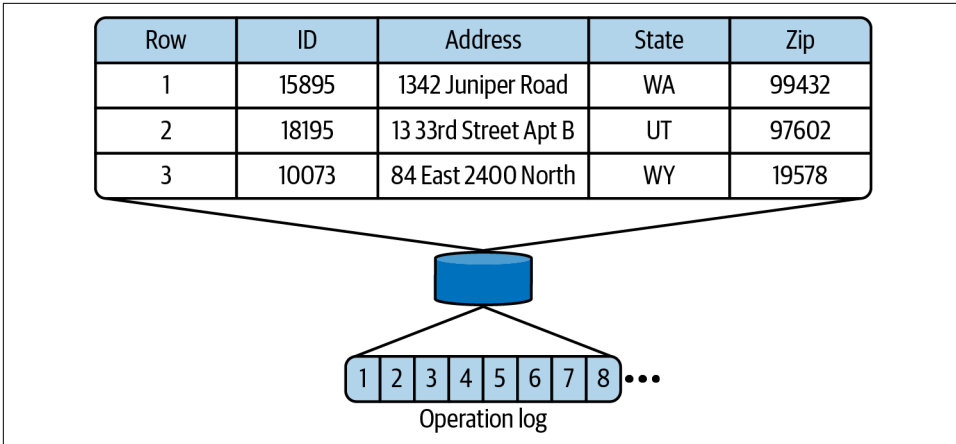 Row ID Address State Zip
1 15895 1342 Juniper Road WA 99432
2 18195 13 33rd Street Apt B UT 97602
3 10073 84 East 2400 North WY 19578
1 2 3 4 5 6 7 8 •••
Operation log